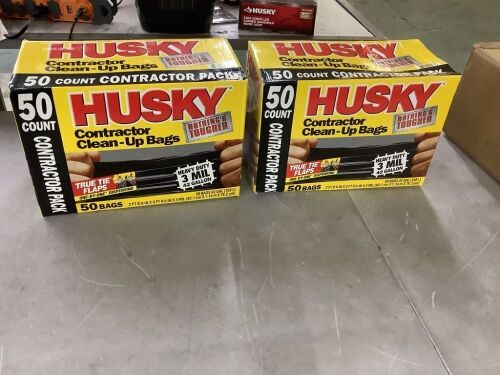 HUSKY
HUSKY
Contractor
Clean-Up Bags
NOTHING'S
TOUGHER
50 COUNT CONTRACTOR PACK
50
COUNT
CONTRACTOR PACK
HUSKY
Contractor
Clean-Up Bags
NOTHING'S
TOUGHER
TRUE TIE
FLAPS
HEAVY DUTY
3 MIL
42 GALLON
50 BAGS
HUSKY
Contractor
Clean-Up Bags
50 COUNT CONTRACTOR PACK
50
COUNT
CONTRACTOR PACK
HUSKY
Contractor
Clean-Up Bags
NOTHING'S
TOUGHER
TRUE TIE
FLAPS
HEAVY DUTY
3 MIL
42 GALLON
50 BAGS